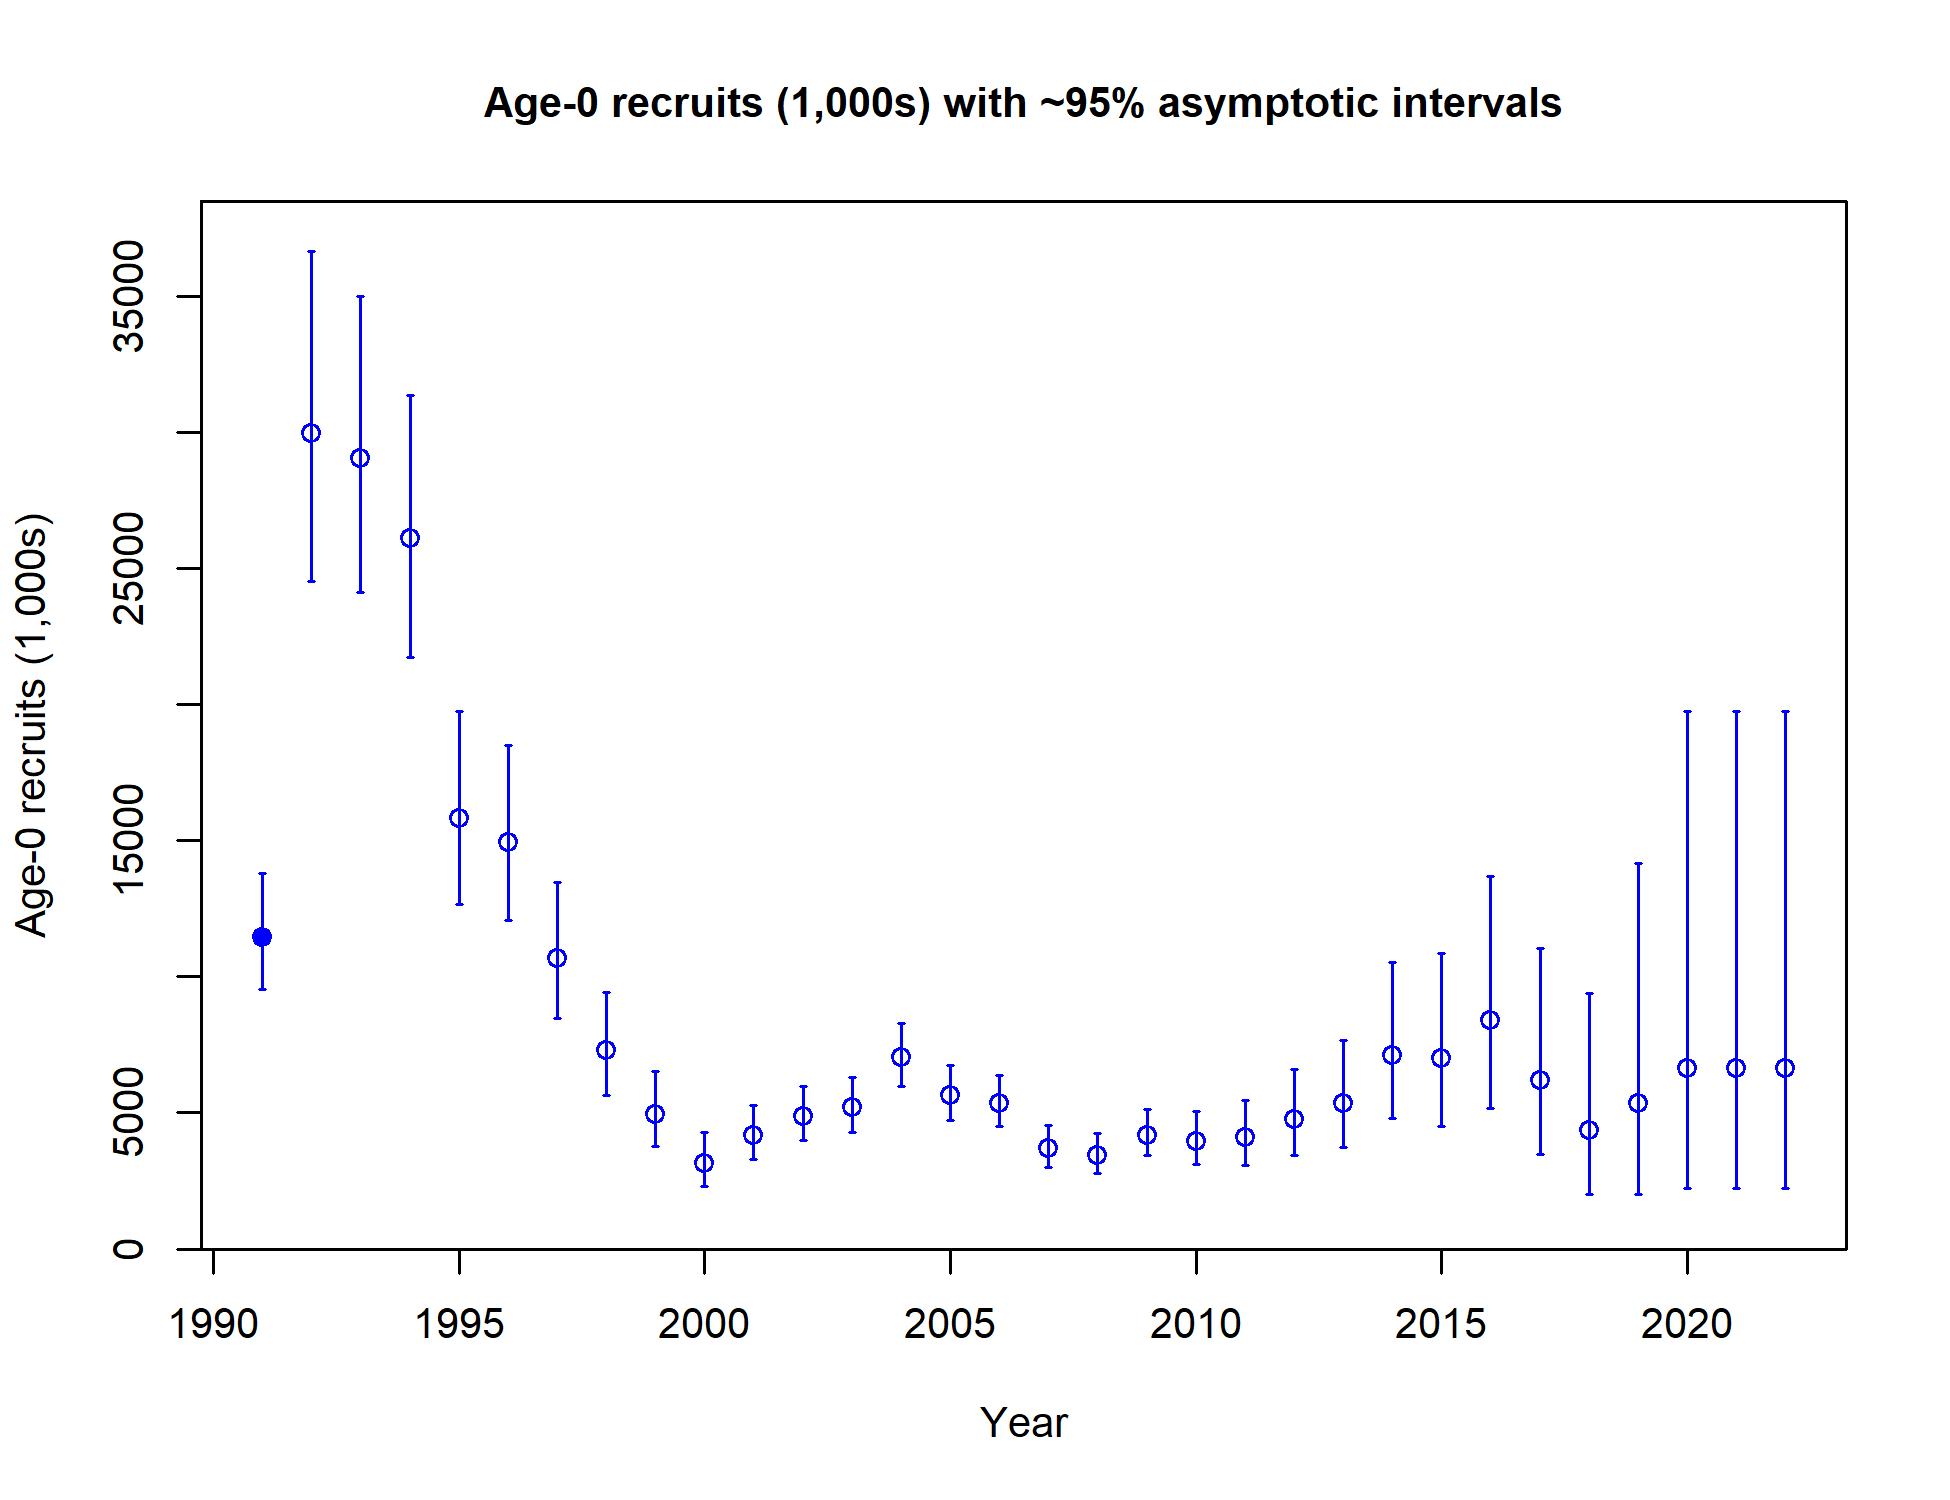 Age-0 recruits (1,000s) with ~95% asymptotic intervals
Age-0 recruits (1,000s)
35000
25000
15000
5000
0
1990 1995 2000 2005 2010 2015 2020
Year